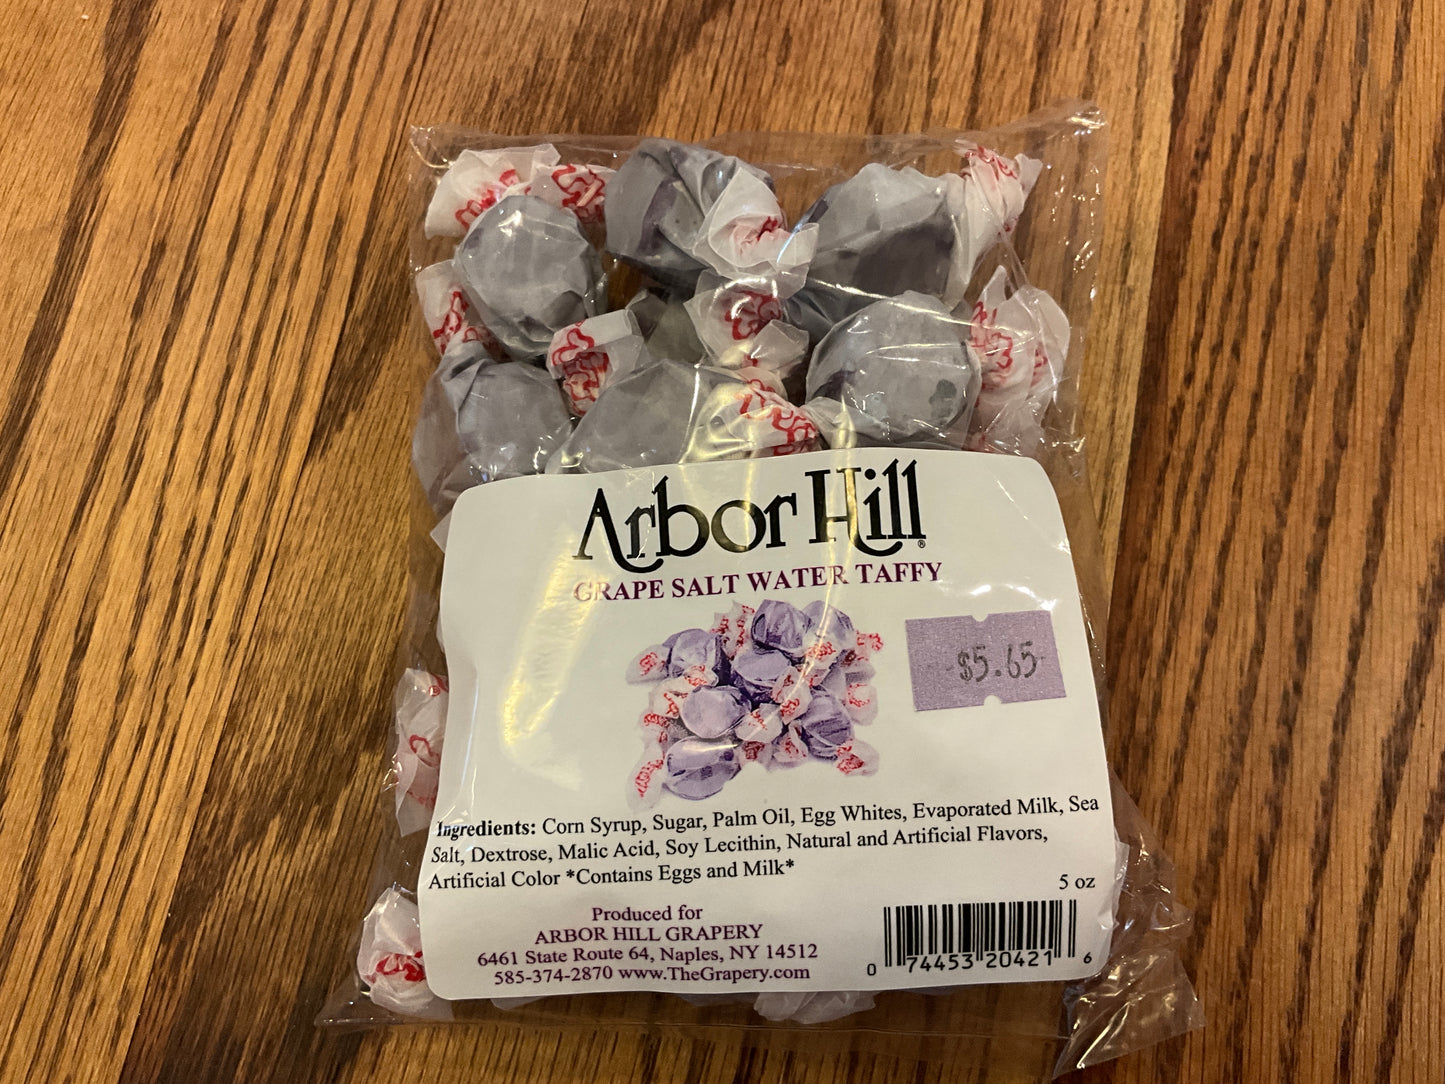 Arbor Hill®
GRAPE SALT WATER TAFFY
$5.65
Ingredients: Corn Syrup, Sugar, Palm Oil, Egg Whites, Evaporated Milk, Sea
Salt, Dextrose, Malic Acid, Soy Lecithin, Natural and Artificial Flavors,
Artificial Color *Contains Eggs and Milk*
5 oz
Produced for
ARBOR HILL GRAPERY
6461 State Route 64, Naples, NY 14512
585-374-2870 www.TheGrapery.com
0 74453 20421 6